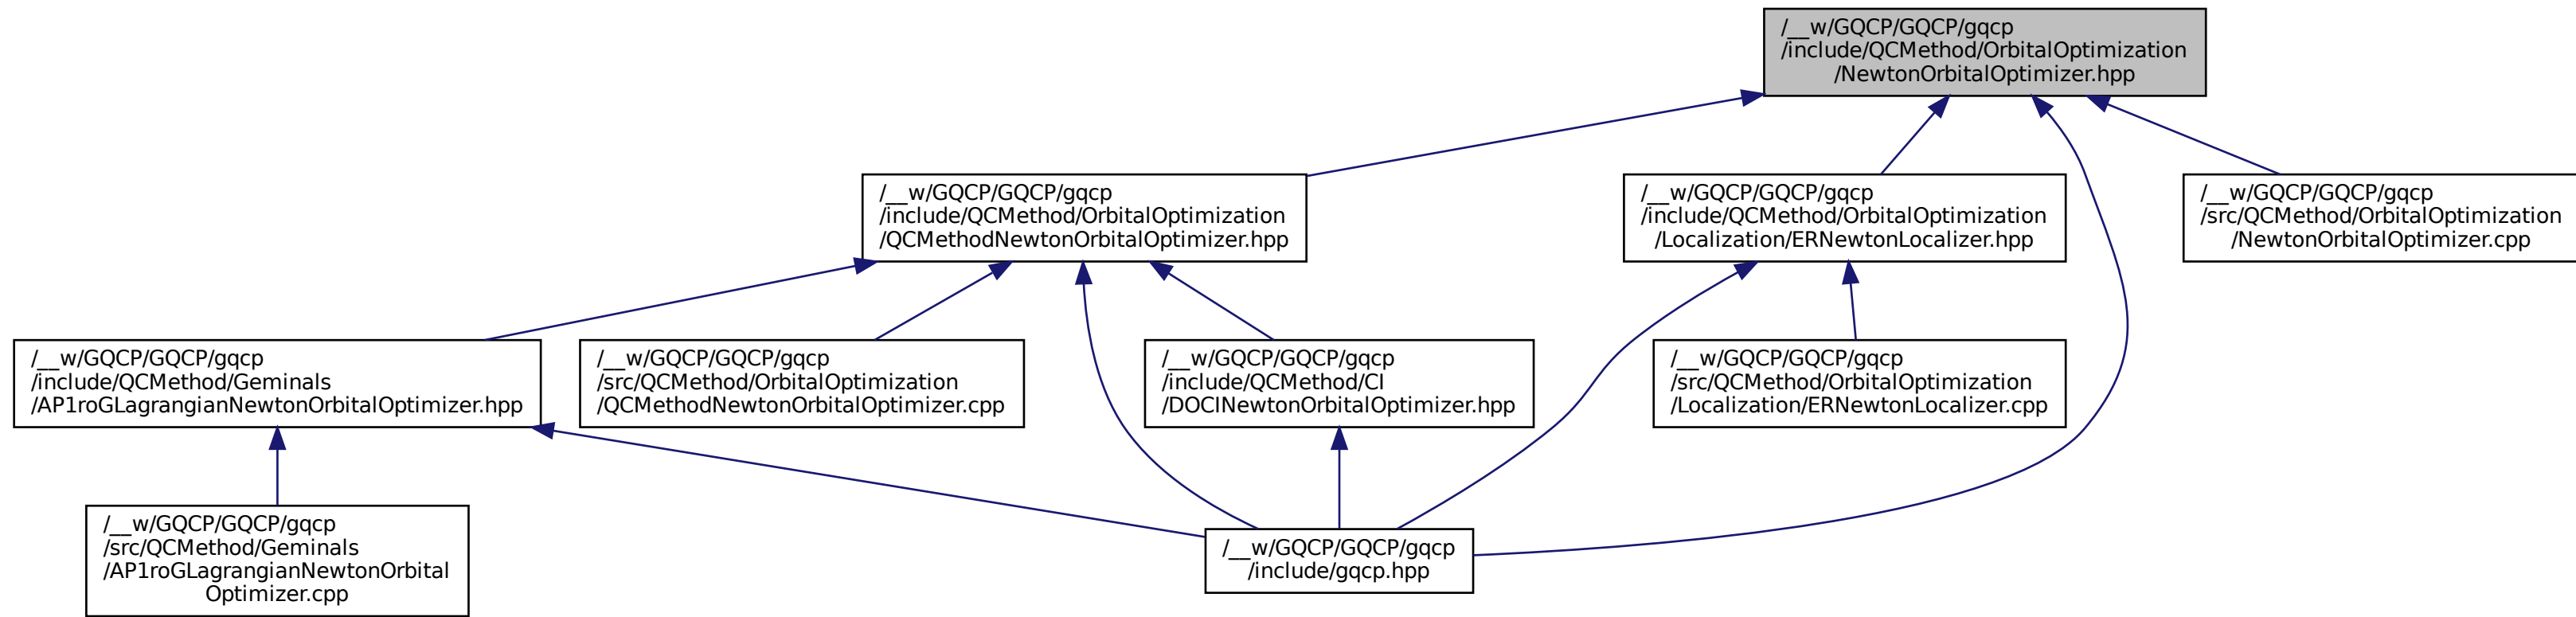 /__w/GQCP/GQCP/gqcp
/include/QCMethod/OrbitalOptimization
/NewtonOrbitalOptimizer.hpp
/__w/GQCP/GQCP/gqcp
/include/QCMethod/OrbitalOptimization
/QCMethodNewtonOrbitalOptimizer.hpp
/__w/GQCP/GQCP/gqcp
/include/QCMethod/OrbitalOptimization
/Localization/ERNewtonLocalizer.hpp
/__w/GQCP/GQCP/gqcp
/src/QCMethod/OrbitalOptimization
/NewtonOrbitalOptimizer.cpp
/__w/GQCP/GQCP/gqcp
/include/QCMethod/Geminals
/AP1roGLagrangianNewtonOrbitalOptimizer.hpp
/__w/GQCP/GQCP/gqcp
/src/QCMethod/OrbitalOptimization
/QCMethodNewtonOrbitalOptimizer.cpp
/__w/GQCP/GQCP/gqcp
/include/QCMethod/CI
/DOCINewtonOrbitalOptimizer.hpp
/__w/GQCP/GQCP/gqcp
/src/QCMethod/OrbitalOptimization
/Localization/ERNewtonLocalizer.cpp
/__w/GQCP/GQCP/gqcp
/src/QCMethod/Geminals
/AP1roGLagrangianNewtonOrbital
Optimizer.cpp
/__w/GQCP/GQCP/gqcp
/include/gqcp.hpp